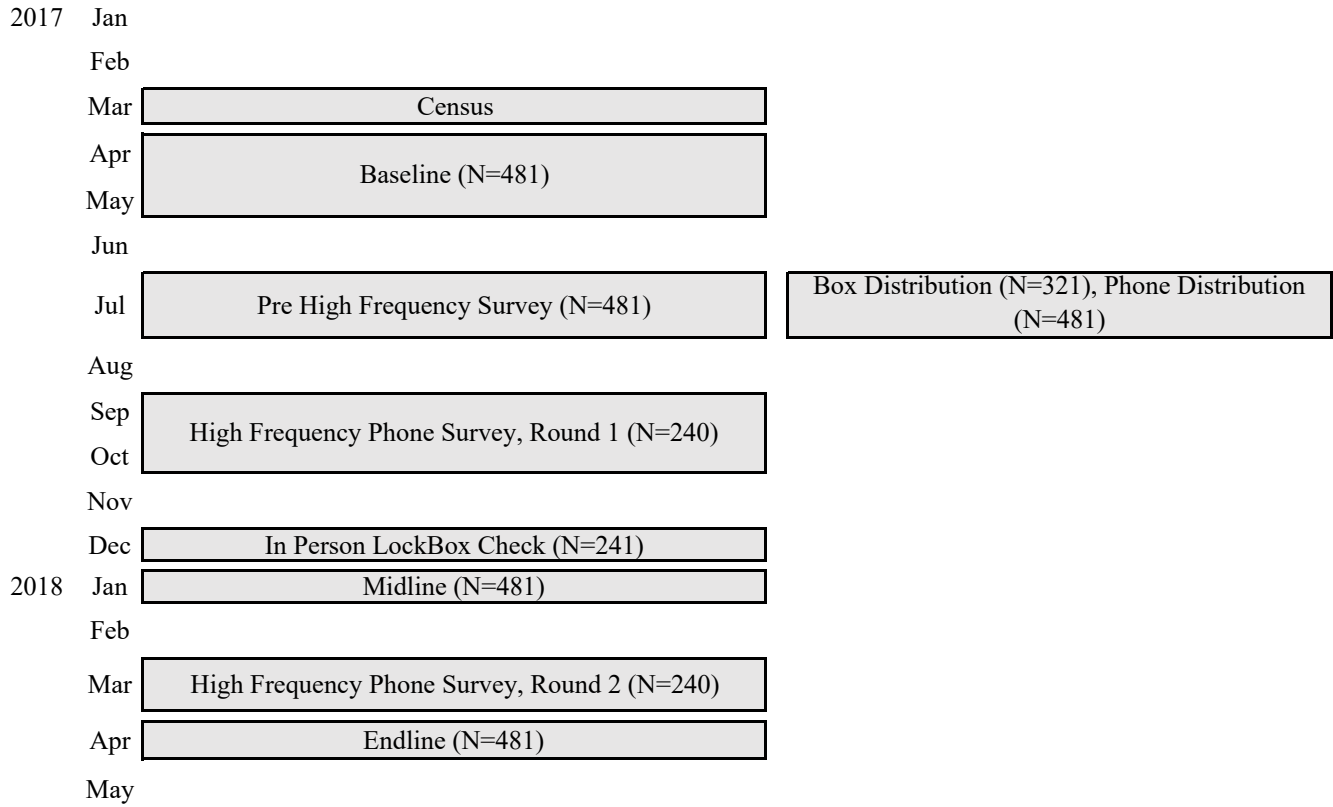 2017 Jan
Feb
Mar Census
Apr
Baseline (N=481)
May
Jun
Jul Pre High Frequency Survey (N=481) Box Distribution (N=321), Phone Distribution
(N=481)
Aug
Sep
High Frequency Phone Survey, Round 1 (N=240)
Oct
Nov
Dec In Person LockBox Check (N=241)
2018 Jan Midline (N=481)
Feb
Mar High Frequency Phone Survey, Round 2 (N=240)
Apr Endline (N=481)
May